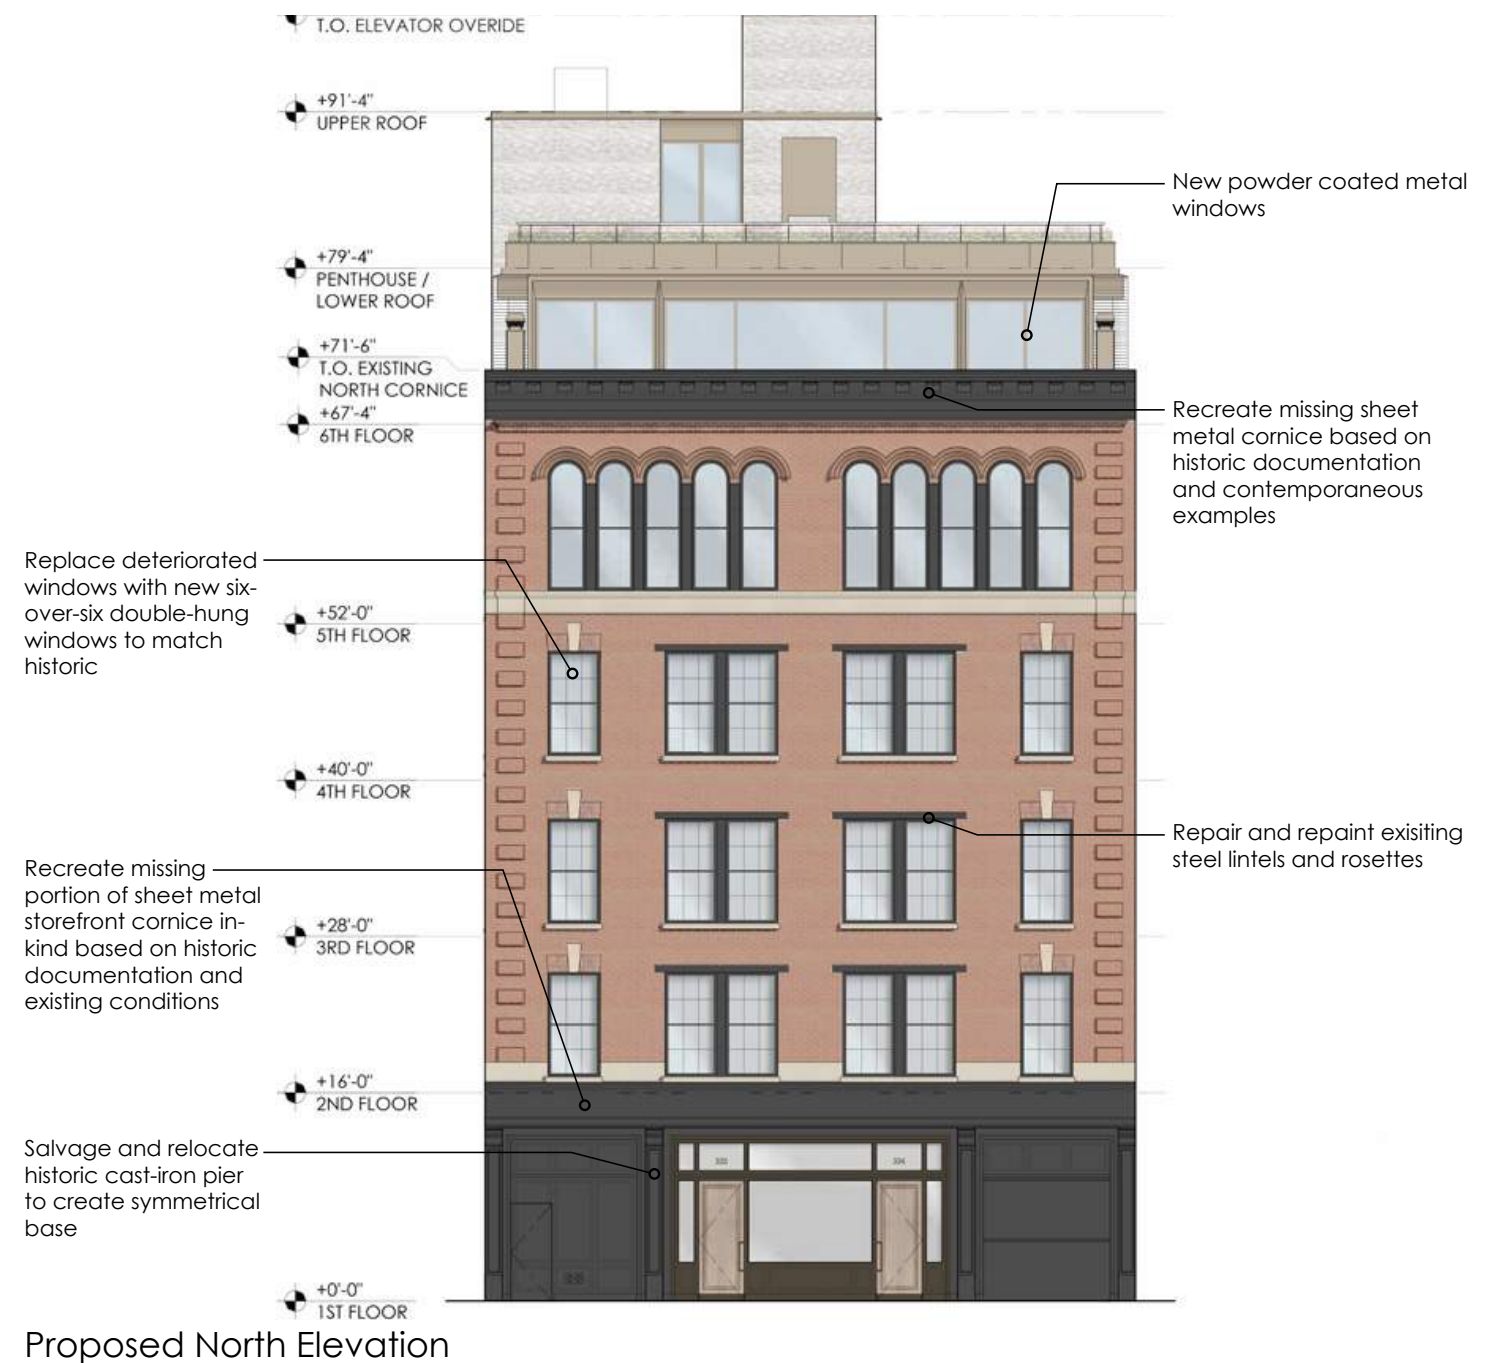 T.O. ELEVATOR OVERIDE
+91'-4"
UPPER ROOF
New powder coated metal
windows
+79'-4"
PENTHOUSE /
LOWER ROOF
+71'-6"
T.O. EXISTING
NORTH CORNICE
+67'-4"
6TH FLOOR
Recreate missing sheet
metal cornice based on
historic documentation
and contemporaneous
examples
Replace deteriorated
windows with new six-
over-six double-hung
windows to match
historic
+52'-0"
5TH FLOOR
+40'-0"
4TH FLOOR
Repair and repaint exisiting
steel lintels and rosettes
Recreate missing
portion of sheet metal
storefront cornice in-
kind based on historic
documentation and
existing conditions
+28'-0"
3RD FLOOR
+16'-0"
2ND FLOOR
Salvage and relocate
historic cast-iron pier
to create symmetrical
base
+0'-0"
1ST FLOOR
Proposed North Elevation